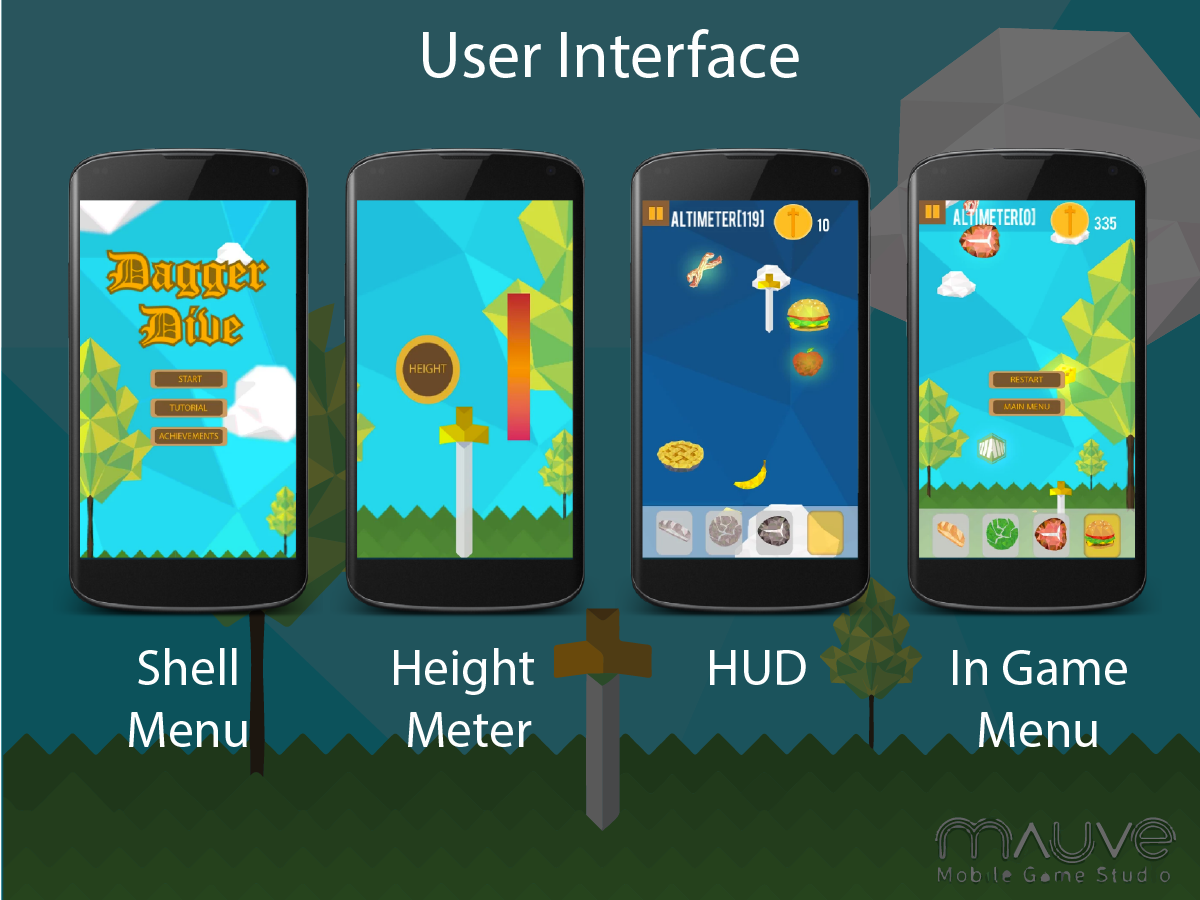 User Interface
Dagger
Dive
START
TUTORIAL
ACHIEVEMENTS
HEIGHT
ALTIMETER[119]
10
ALTIMETER[0]
335
RESTART
MAIN MENU
Shell
Menu
Height
Meter
HUD
In Game
Menu
mauve
Mobile Game Studio